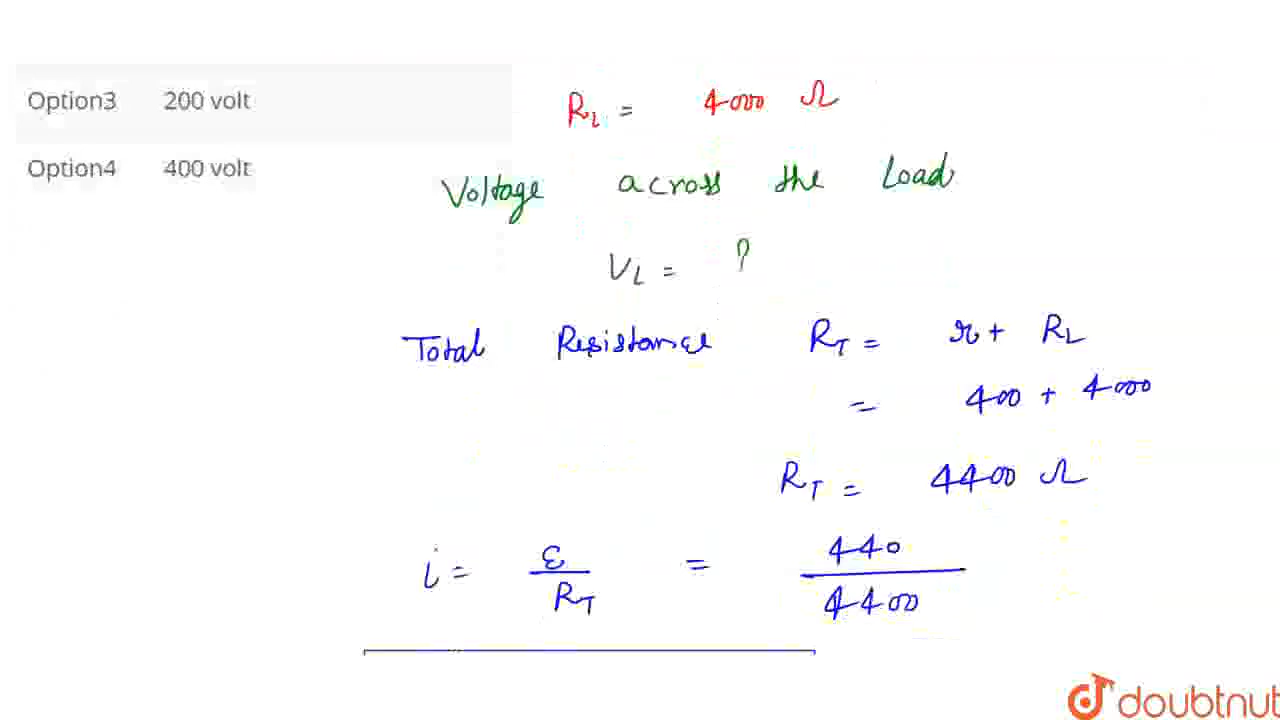 Option3 200 volt
R_L = 4000 Ω
Option4 400 volt
Voltage across the Load
V_L = ?
Total Resistance R_T = r + R_L
= 400 + 4000
R_T = 4400 Ω
i = ε/R_T = 440/4400
doubtnut